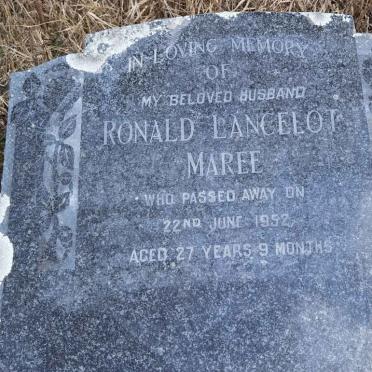 IN LOVING MEMORY
OF
MY BELOVED HUSBAND
RONALD LANCELOT
MAREE
WHO PASSED AWAY ON
22ND JUNE 1952
AGED 27 YEARS 9 MONTHS